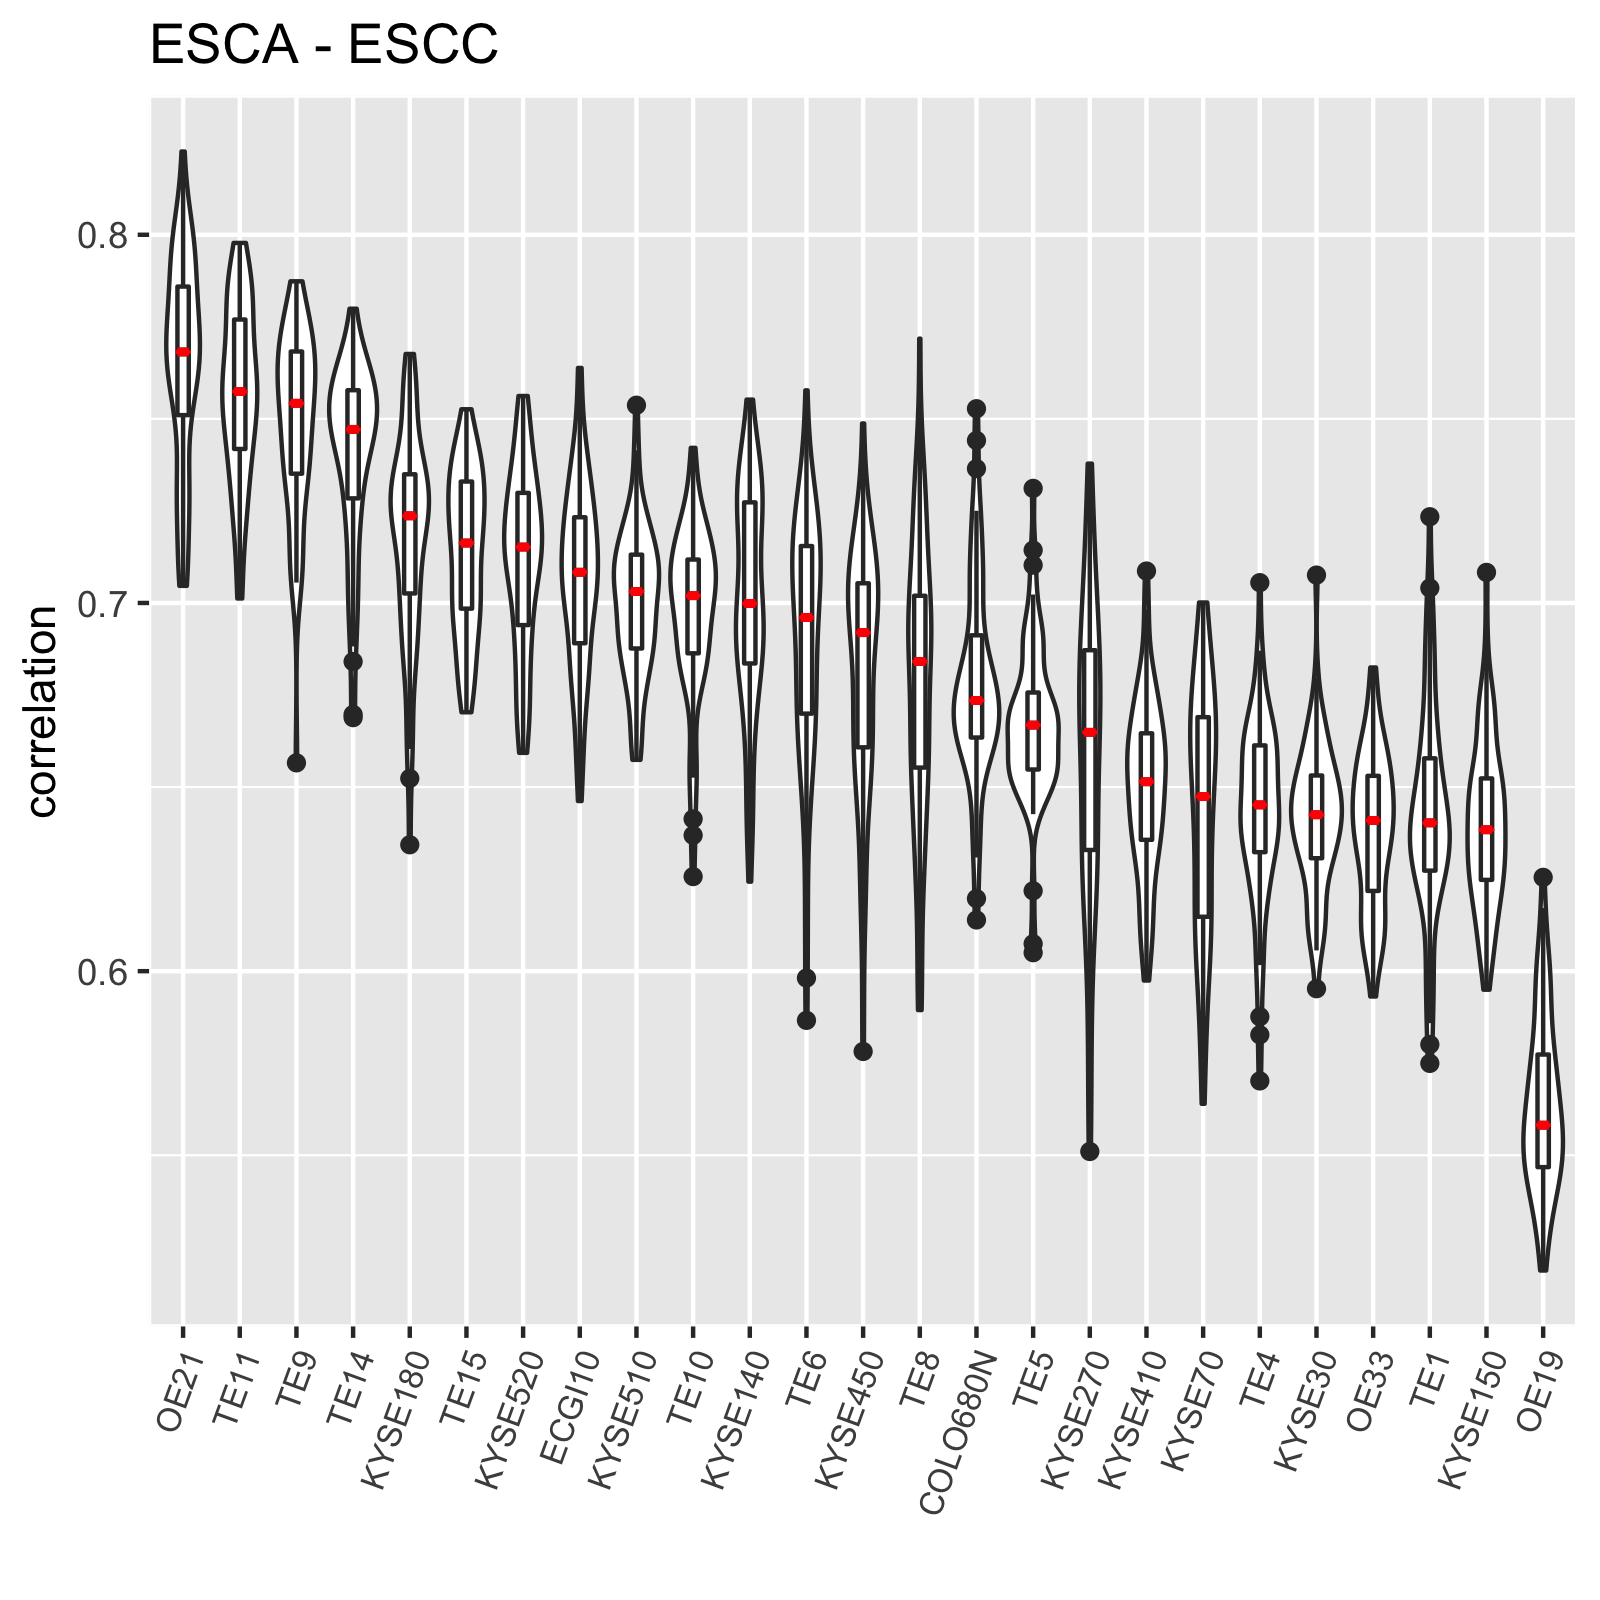 ESCA - ESCC
correlation
0.8
0.7
0.6
OE21
TE11
TE9
TE14
KYSE180
TE15
KYSE520
ECGI10
KYSE510
TE10
KYSE140
TE6
KYSE450
TE8
COLO680N
TE5
KYSE270
KYSE410
KYSE70
TE4
KYSE30
OE33
TE1
KYSE150
OE19